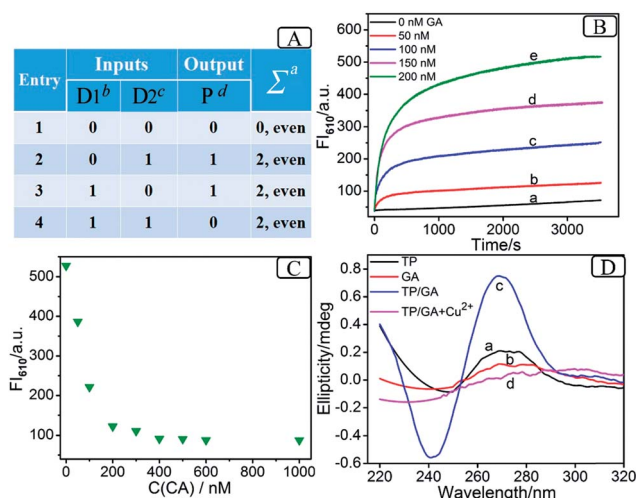 A
Entry Inputs Output Σᵃ
D1ᵇ D2ᶜ P ᵈ
1 0 0 0 0, even
2 0 1 1 2, even
3 1 0 1 2, even
4 1 1 0 2, even
B
0 nM GA
50 nM
100 nM
150 nM
200 nM
e
d
c
b
a
FI₆₁₀/a.u.
600
500
400
300
200
100
0 1000 2000 3000
Time/s
C
FI₆₁₀/a.u.
500
400
300
200
100
0 200 400 600 800 1000
C(CA) / nM
D
TP
GA
TP/GA
TP/GA+Cu²⁺
c
a
b
d
Ellipticity/mdeg
0.8
0.6
0.4
0.2
0.0
-0.2
-0.4
-0.6
220 240 260 280 300 320
Wavelength/nm